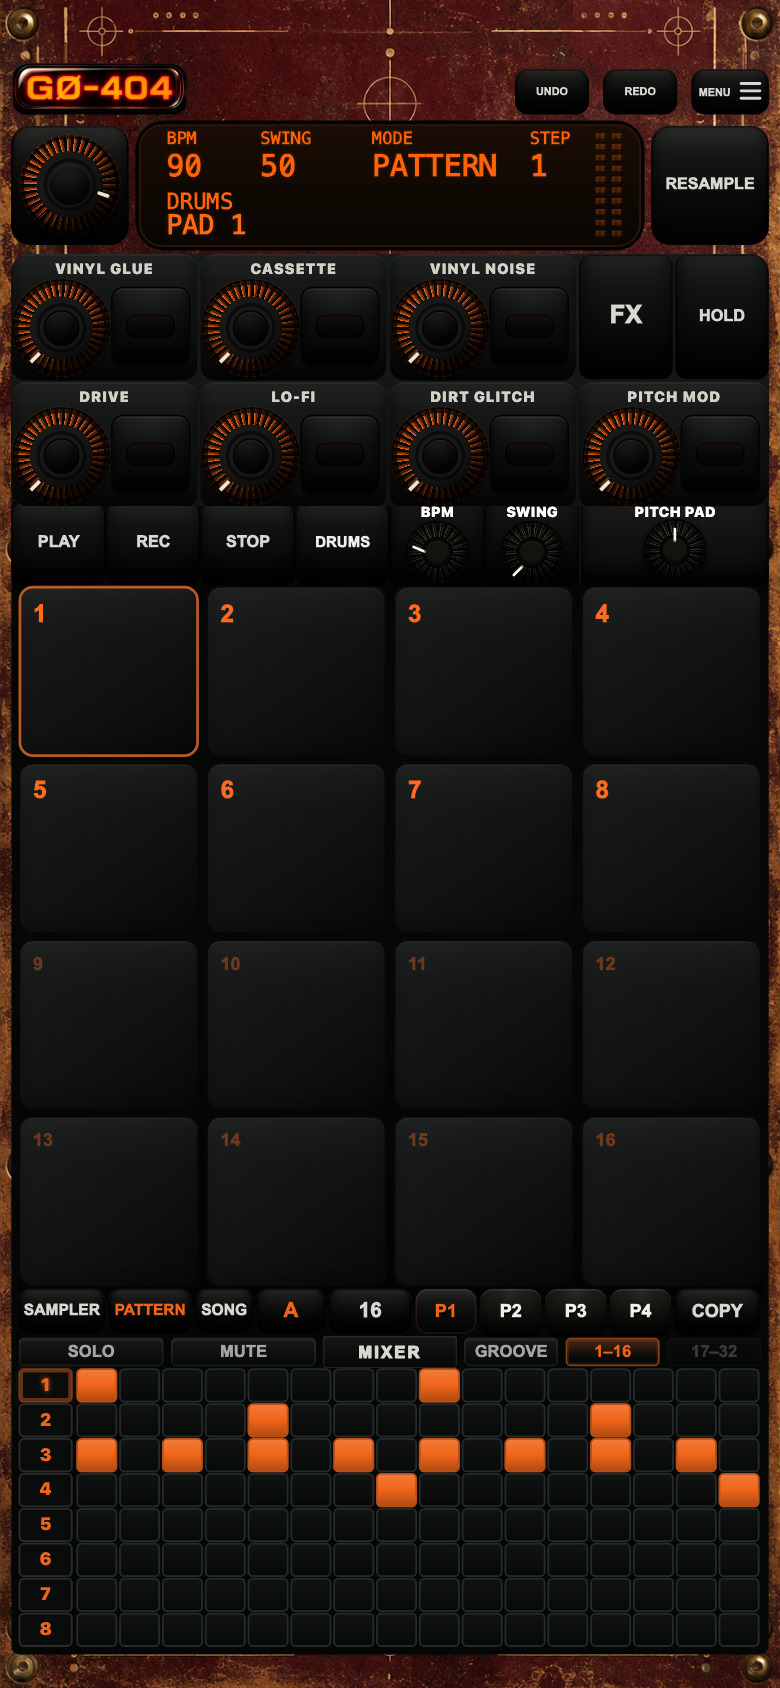 GØ-404
UNDO
REDO
MENU
BPM
SWING
MODE
STEP
90
50
PATTERN
1
DRUMS
PAD 1
RESAMPLE
VINYL GLUE
CASSETTE
VINYL NOISE
FX
HOLD
DRIVE
LO-FI
DIRT GLITCH
PITCH MOD
PLAY
REC
STOP
DRUMS
BPM
SWING
PITCH PAD
1
2
3
4
5
6
7
8
9
10
11
12
13
14
15
16
SAMPLER
PATTERN
SONG
A
16
P1
P2
P3
P4
COPY
SOLO
MUTE
MIXER
GROOVE
1–16
17–32
1
2
3
4
5
6
7
8